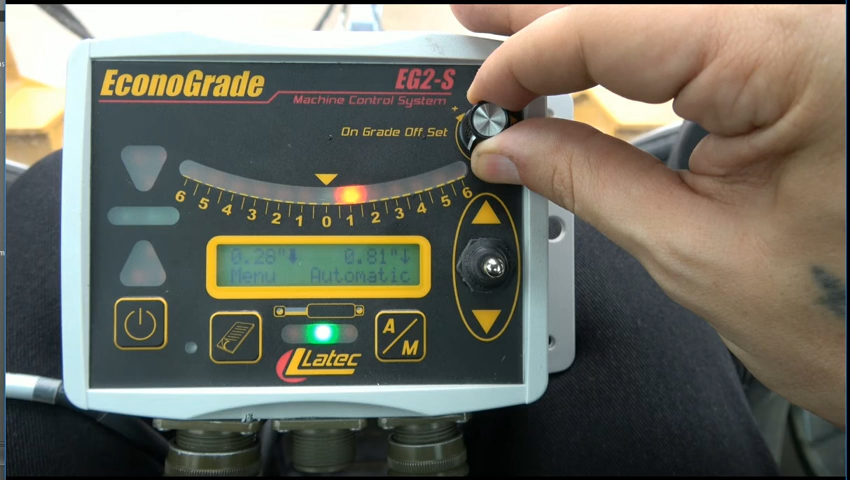 EconoGrade
EG2-S
Machine Control System
+
On Grade Off Set
6 5 4 3 2 1 0 1 2 3 4 5 6
0.26"⬇ 0.81"↓
Menu Automatic
A/M
Latec